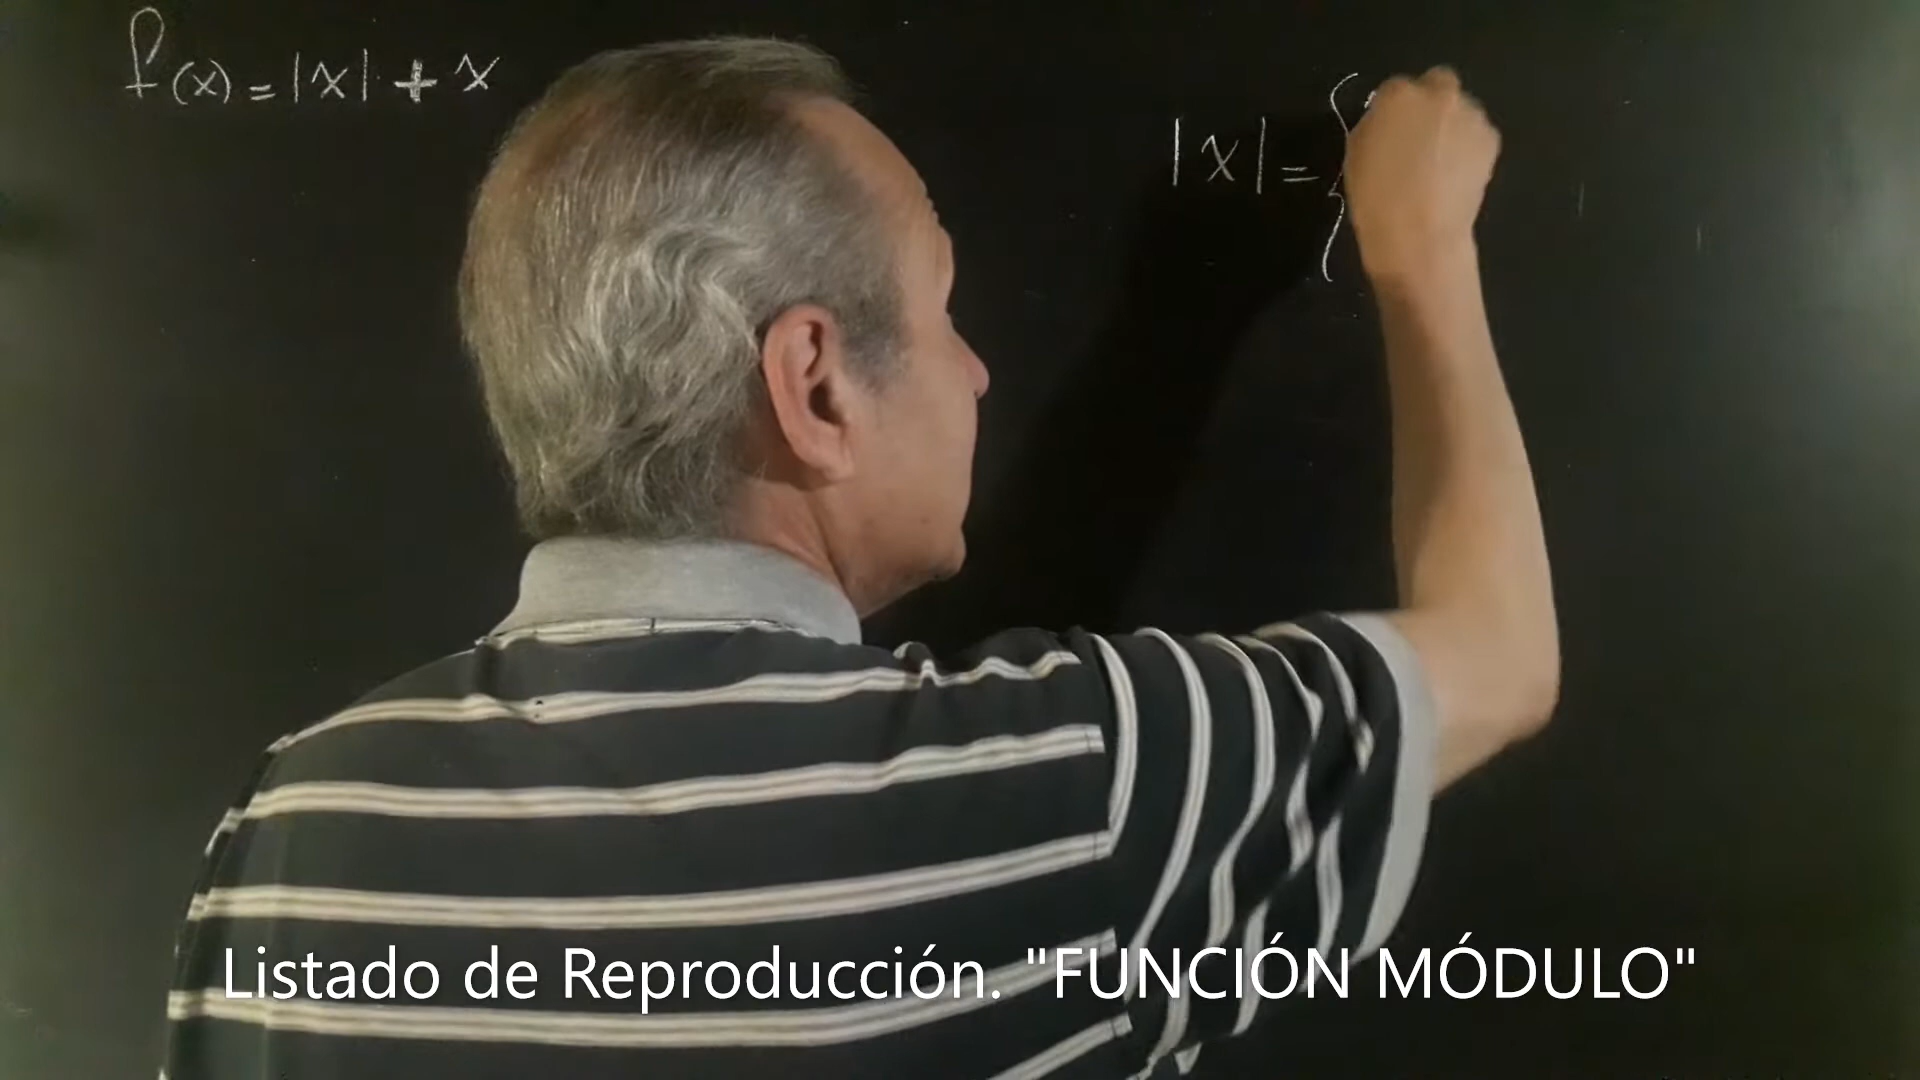 f(x) = |x| + x
|x| = {
Listado de Reproducción. "FUNCIÓN MÓDULO"